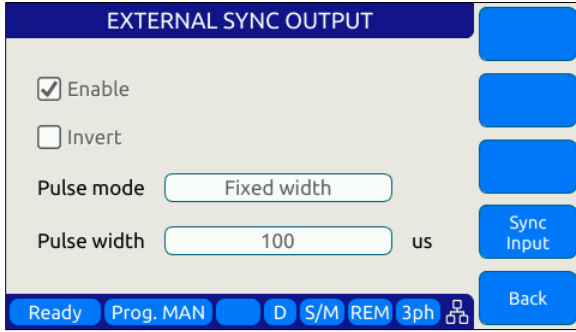 EXTERNAL SYNC OUTPUT
Enable
Invert
Pulse mode Fixed width
Pulse width 100 us
Sync
Input
Back
Ready Prog. MAN D S/M REM 3ph